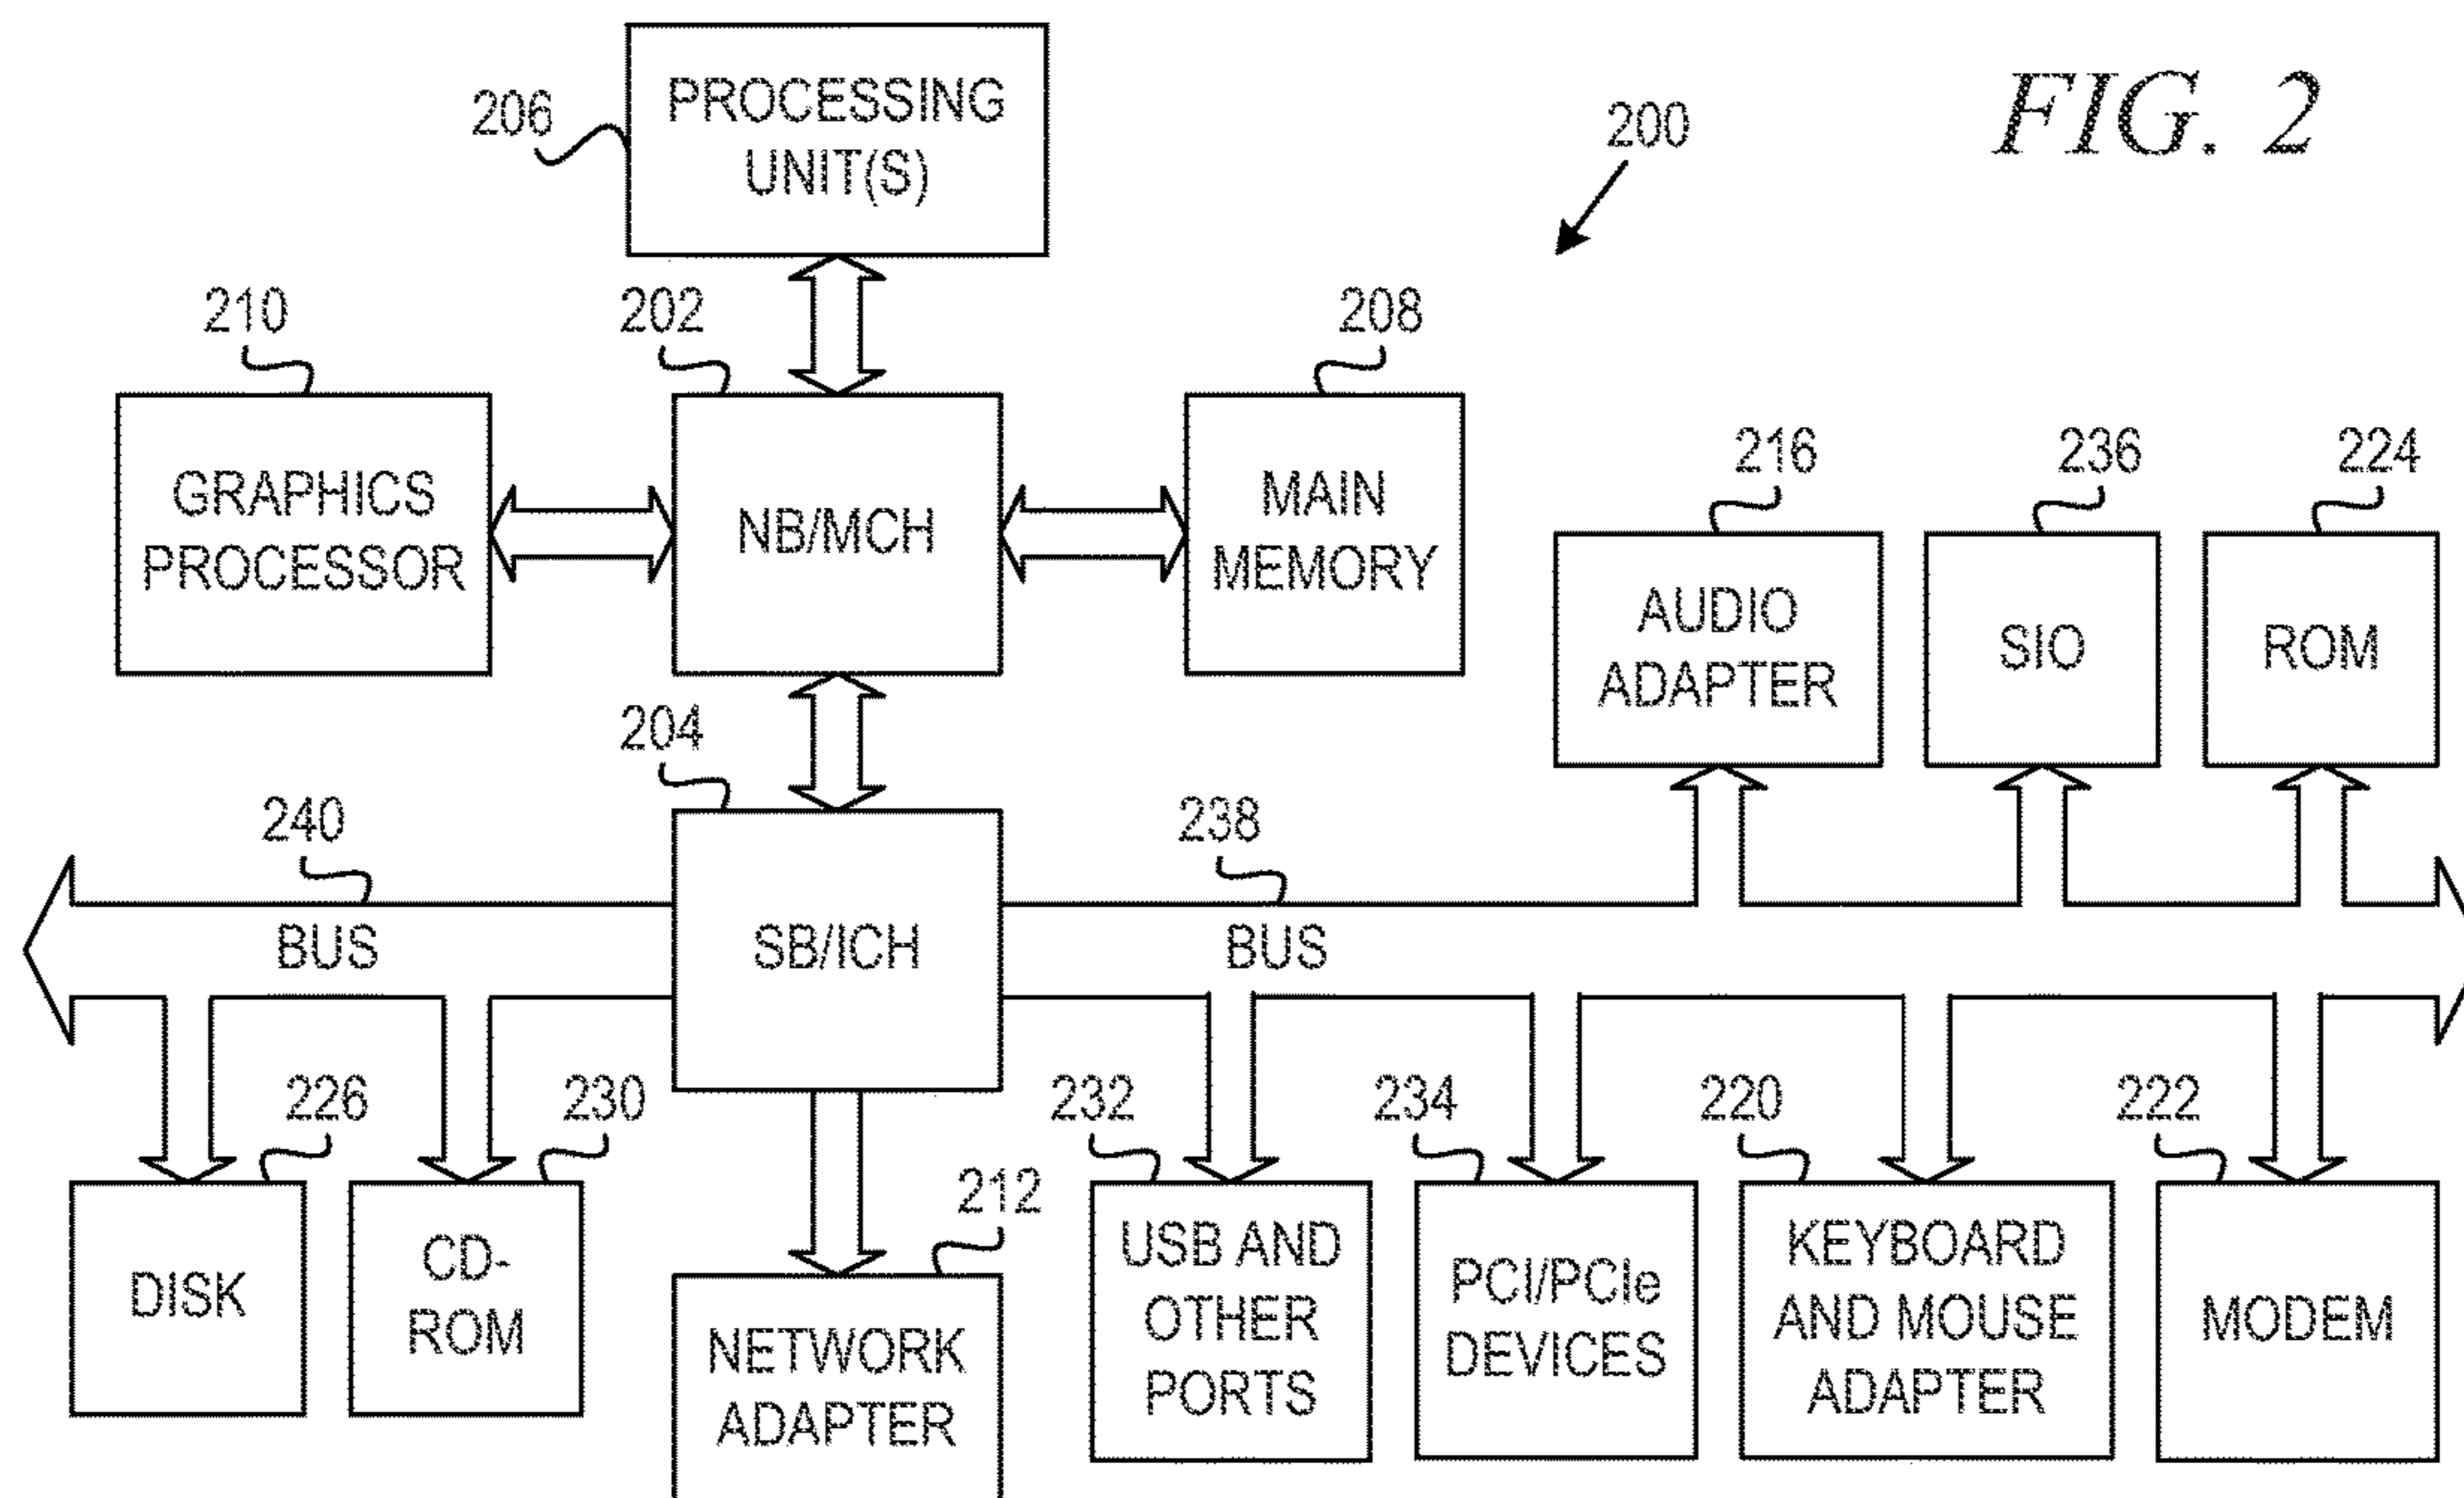 FIG. 2
200
206
PROCESSING
UNIT(S)
210
202
208
GRAPHICS
PROCESSOR
NB/MCH
MAIN
MEMORY
216
236
224
AUDIO
ADAPTER
SIO
ROM
204
240
238
BUS
SB/ICH
BUS
226
230
212
232
234
220
222
DISK
CD-
ROM
NETWORK
ADAPTER
USB AND
OTHER
PORTS
PCI/PCIe
DEVICES
KEYBOARD
AND MOUSE
ADAPTER
MODEM